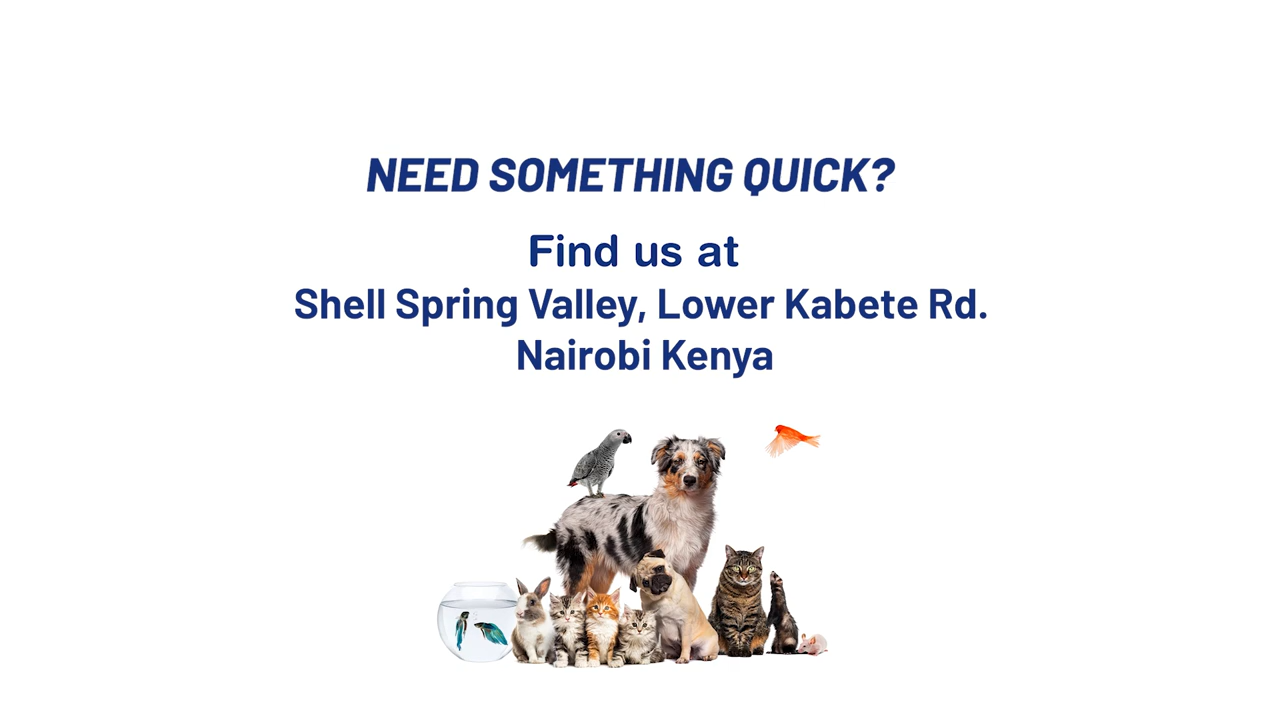 NEED SOMETHING QUICK?
Find us at
Shell Spring Valley, Lower Kabete Rd.
Nairobi Kenya